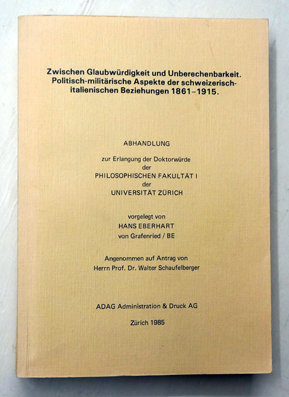 Zwischen Glaubwürdigkeit und Unberechenbarkeit.
Politisch-militärische Aspekte der schweizerisch-
italienischen Beziehungen 1861–1915.
ABHANDLUNG
zur Erlangung der Doktorwürde
der
PHILOSOPHISCHEN FAKULTÄT I
der
UNIVERSITÄT ZÜRICH
vorgelegt von
HANS EBERHART
von Grafenried / BE
Angenommen auf Antrag von
Herrn Prof. Dr. Walter Schaufelberger
ADAG Administration & Druck AG
Zürich 1985